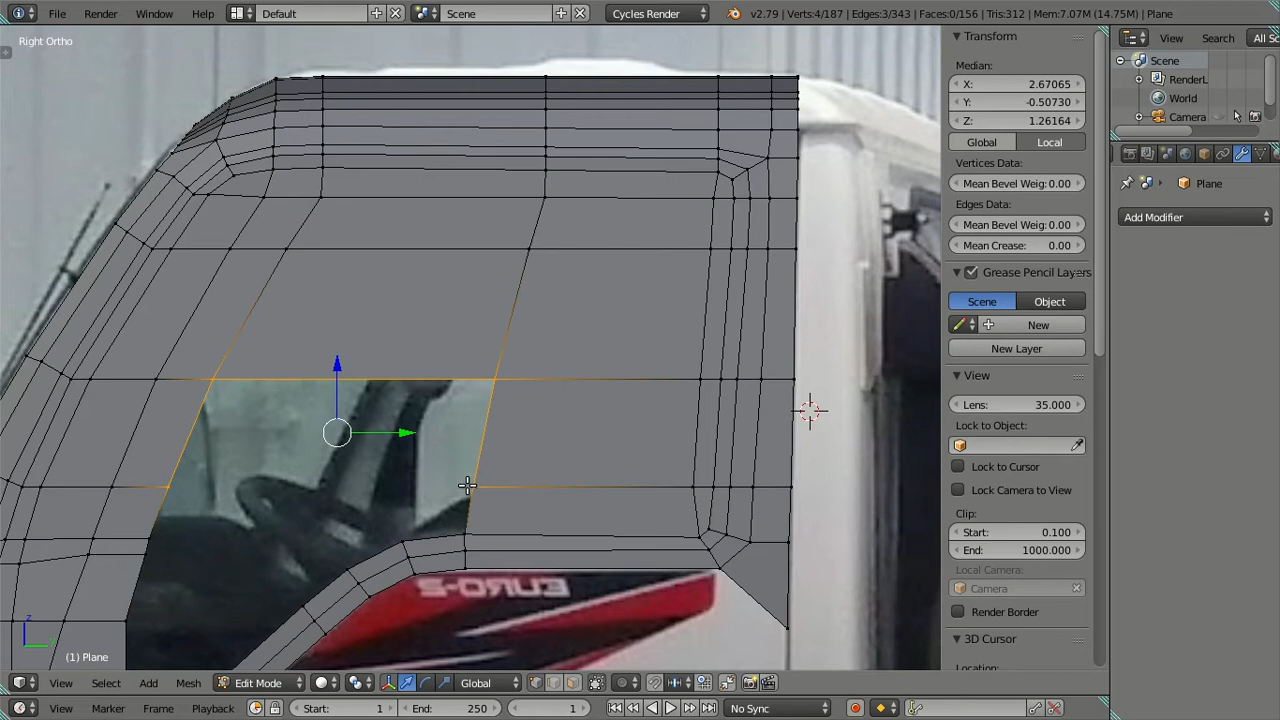 File Render Window Help Default Scene Cycles Render v2.79 | Verts:4/187 | Edges:3/343 | Faces:0/156 | Tris:312 | Mem:7.07M (14.75M) | Plane
Right Ortho
Transform
Median:
X: 2.67065
Y: -0.50730
Z: 1.26164
Global Local
Vertices Data:
Mean Bevel Weig: 0.00
Edges Data:
Mean Bevel Weig: 0.00
Mean Crease: 0.00
Grease Pencil Layers
Scene Object
New
New Layer
View
Lens: 35.000
Lock to Object:
Lock to Cursor
Lock Camera to View
Clip:
Start: 0.100
End: 1000.000
Local Camera:
Camera
Render Border
3D Cursor
Location:
View Search All Sc
Scene
RenderL
World
Camera
Plane
Add Modifier
EURO-2
z
y
(1) Plane
View Select Add Mesh Edit Mode Global
View Marker Frame Playback Start: 1 End: 250 1 No Sync